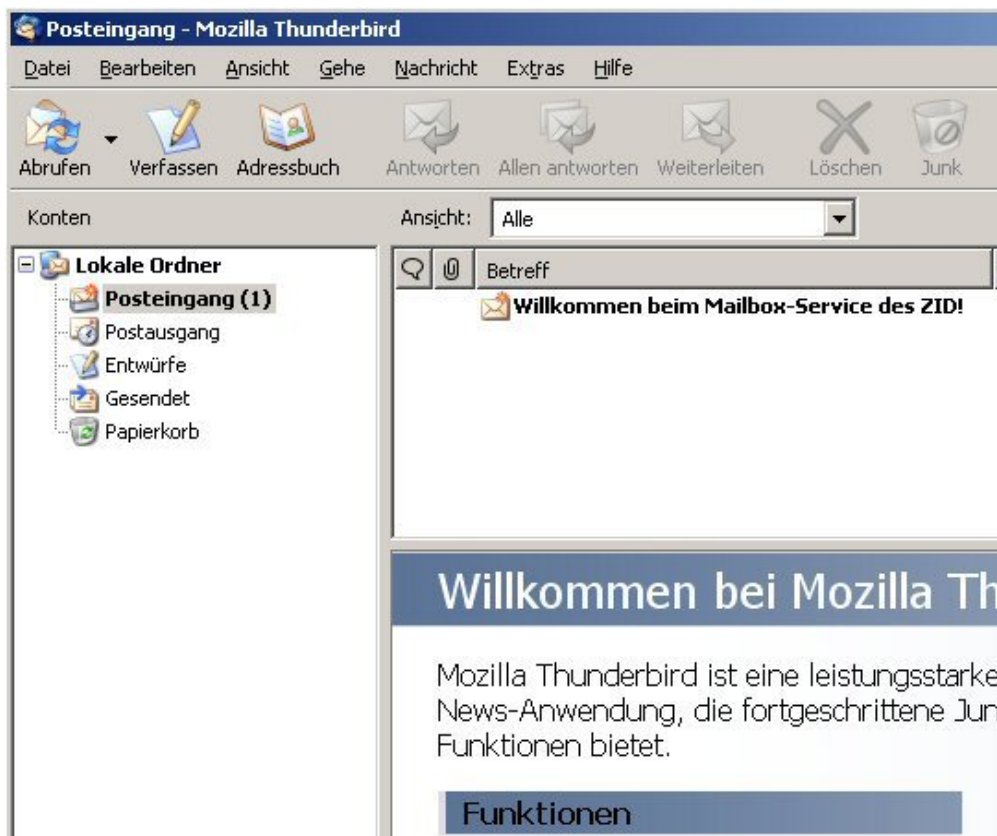 Posteingang - Mozilla Thunderbird
Datei Bearbeiten Ansicht Gehe Nachricht Extras Hilfe
Abrufen Verfassen Adressbuch Antworten Allen antworten Weiterleiten Löschen Junk
Konten Ansicht: Alle
Lokale Ordner
Betreff
Posteingang (1)
Willkommen beim Mailbox-Service des ZID!
Postausgang
Entwürfe
Gesendet
Papierkorb
Willkommen bei Mozilla Th
Mozilla Thunderbird ist eine leistungsstarke
News-Anwendung, die fortgeschrittene Jun
Funktionen bietet.
Funktionen